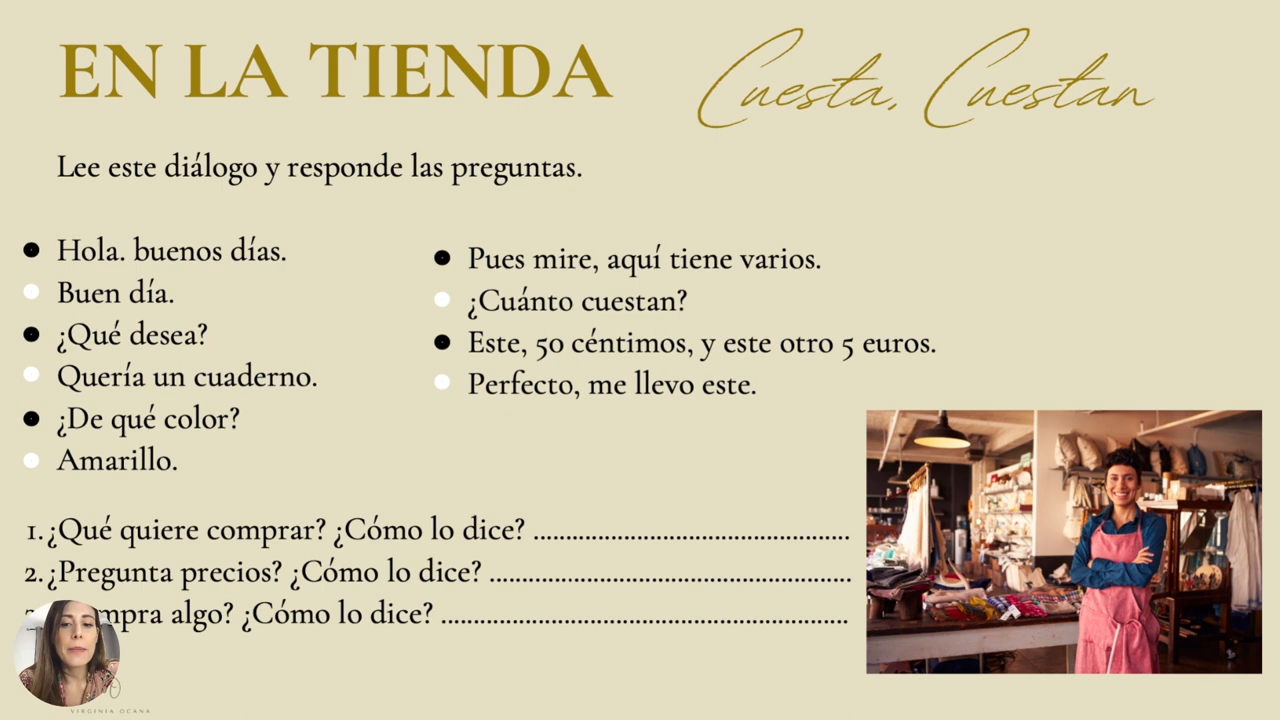 EN LA TIENDA
Cuesta, Cuestan
Lee este diálogo y responde las preguntas.
Hola. buenos días.
Buen día.
¿Qué desea?
Quería un cuaderno.
¿De qué color?
Amarillo.
Pues mire, aquí tiene varios.
¿Cuánto cuestan?
Este, 50 céntimos, y este otro 5 euros.
Perfecto, me llevo este.
1. ¿Qué quiere comprar? ¿Cómo lo dice? ....................................................
2. ¿Pregunta precios? ¿Cómo lo dice? ...........................................................
mpra algo? ¿Cómo lo dice? ..................................................................
VIRGINIA OCANA